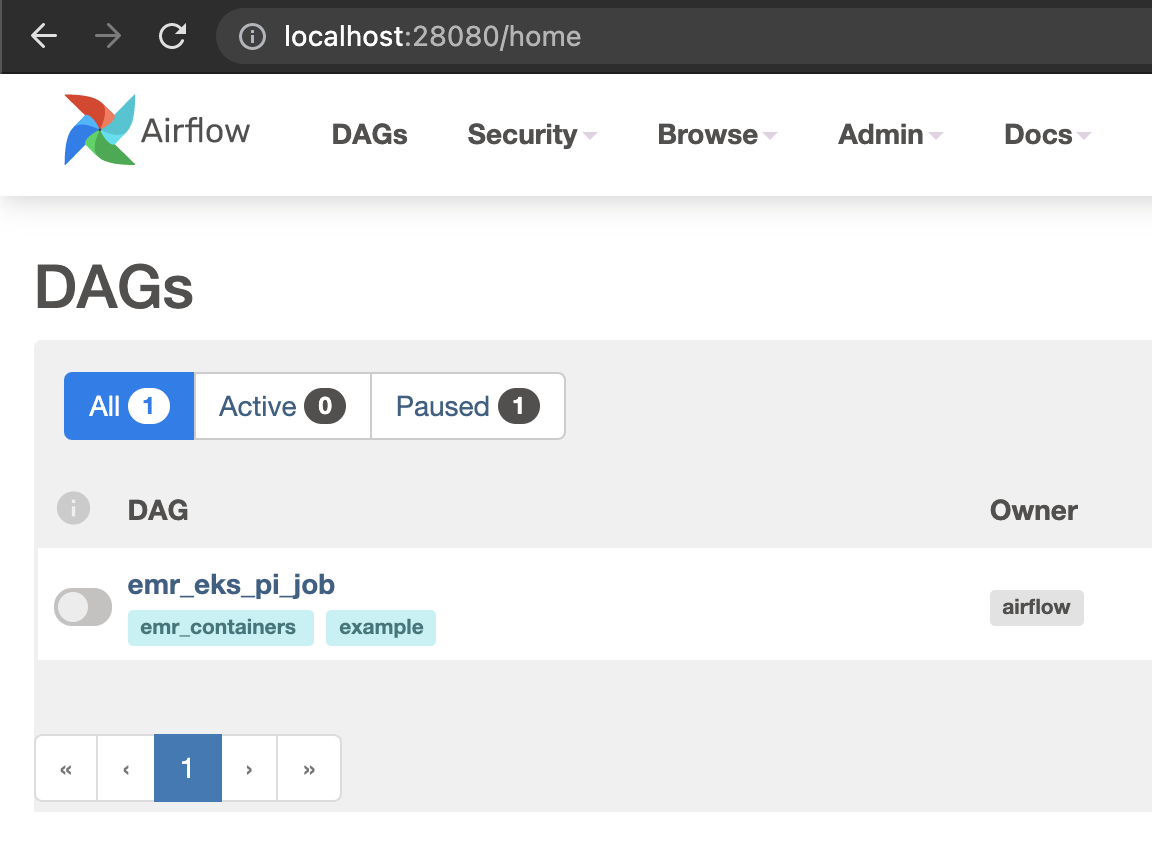 localhost:28080/home
Airflow DAGs Security Browse Admin Docs
DAGs
All 1 Active 0 Paused 1
i DAG Owner
emr_eks_pi_job
emr_containers example airflow
« ‹ 1 › »